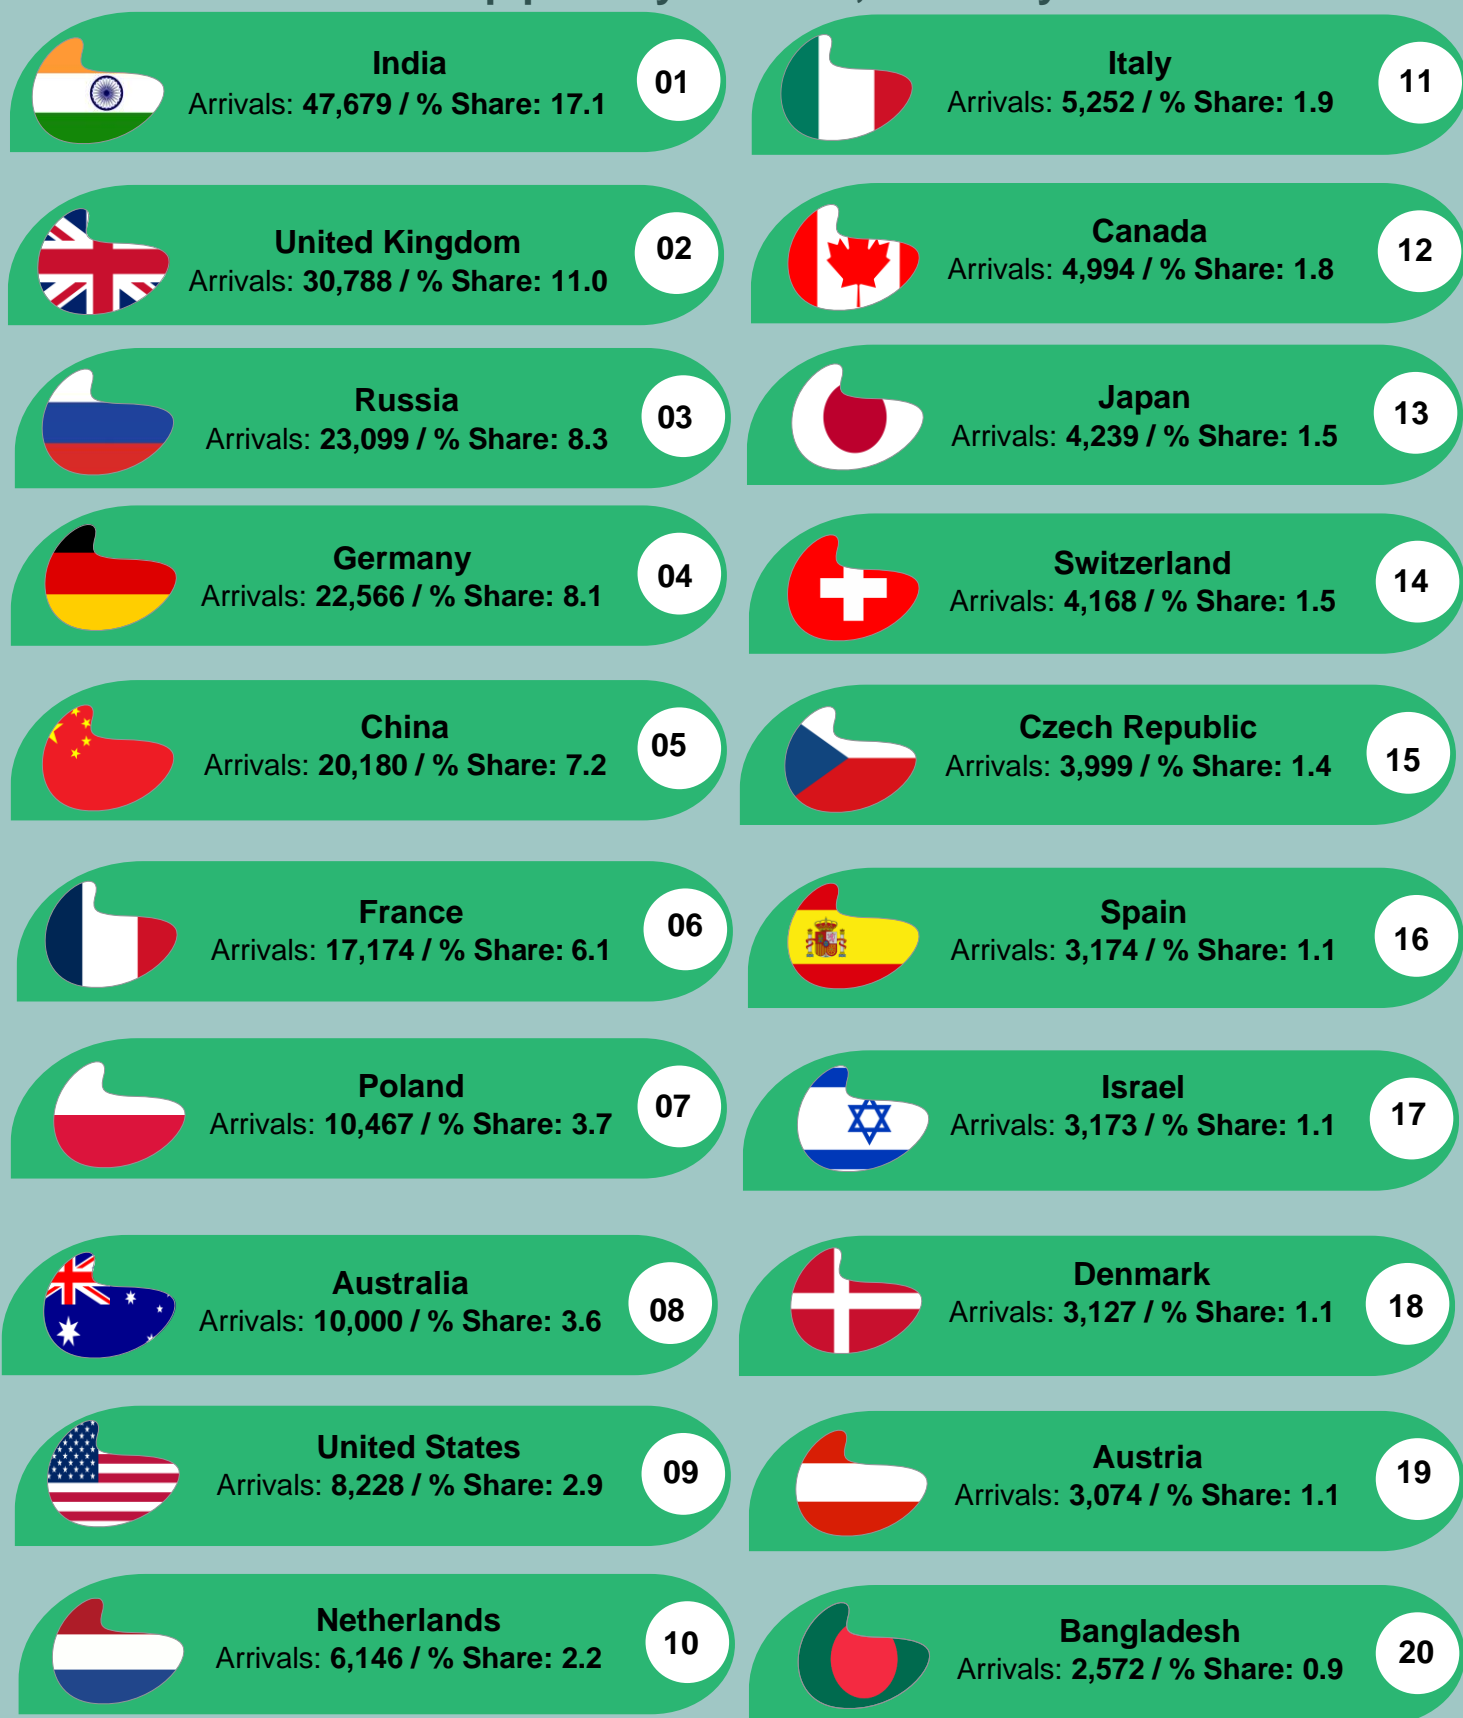 India
Arrivals: 47,679 / % Share: 17.1
01
United Kingdom
Arrivals: 30,788 / % Share: 11.0
02
Russia
Arrivals: 23,099 / % Share: 8.3
03
Germany
Arrivals: 22,566 / % Share: 8.1
04
China
Arrivals: 20,180 / % Share: 7.2
05
France
Arrivals: 17,174 / % Share: 6.1
06
Poland
Arrivals: 10,467 / % Share: 3.7
07
Australia
Arrivals: 10,000 / % Share: 3.6
08
United States
Arrivals: 8,228 / % Share: 2.9
09
Netherlands
Arrivals: 6,146 / % Share: 2.2
10
Italy
Arrivals: 5,252 / % Share: 1.9
11
Canada
Arrivals: 4,994 / % Share: 1.8
12
Japan
Arrivals: 4,239 / % Share: 1.5
13
Switzerland
Arrivals: 4,168 / % Share: 1.5
14
Czech Republic
Arrivals: 3,999 / % Share: 1.4
15
Spain
Arrivals: 3,174 / % Share: 1.1
16
Israel
Arrivals: 3,173 / % Share: 1.1
17
Denmark
Arrivals: 3,127 / % Share: 1.1
18
Austria
Arrivals: 3,074 / % Share: 1.1
19
Bangladesh
Arrivals: 2,572 / % Share: 0.9
20